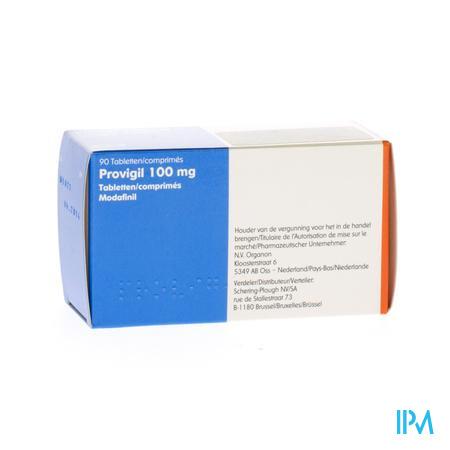 90 Tabletten/comprimés
Provigil 100 mg
Tabletten/comprimés
Modafinil
Houder van de vergunning voor het in de handel
brengen/Titulaire de l'Autorisation de mise sur le
marché/Pharmazeutischer Unternehmer:
N.V. Organon
Kloosterstraat 6
5349 AB Oss – Nederland/Pays-Bas/Niederlande
Verdeler/Distributeur/Verteiler:
Schering-Plough NV/SA
rue de Stallestraat 73
B-1180 Brussel/Bruxelles/Brüssel
IPM